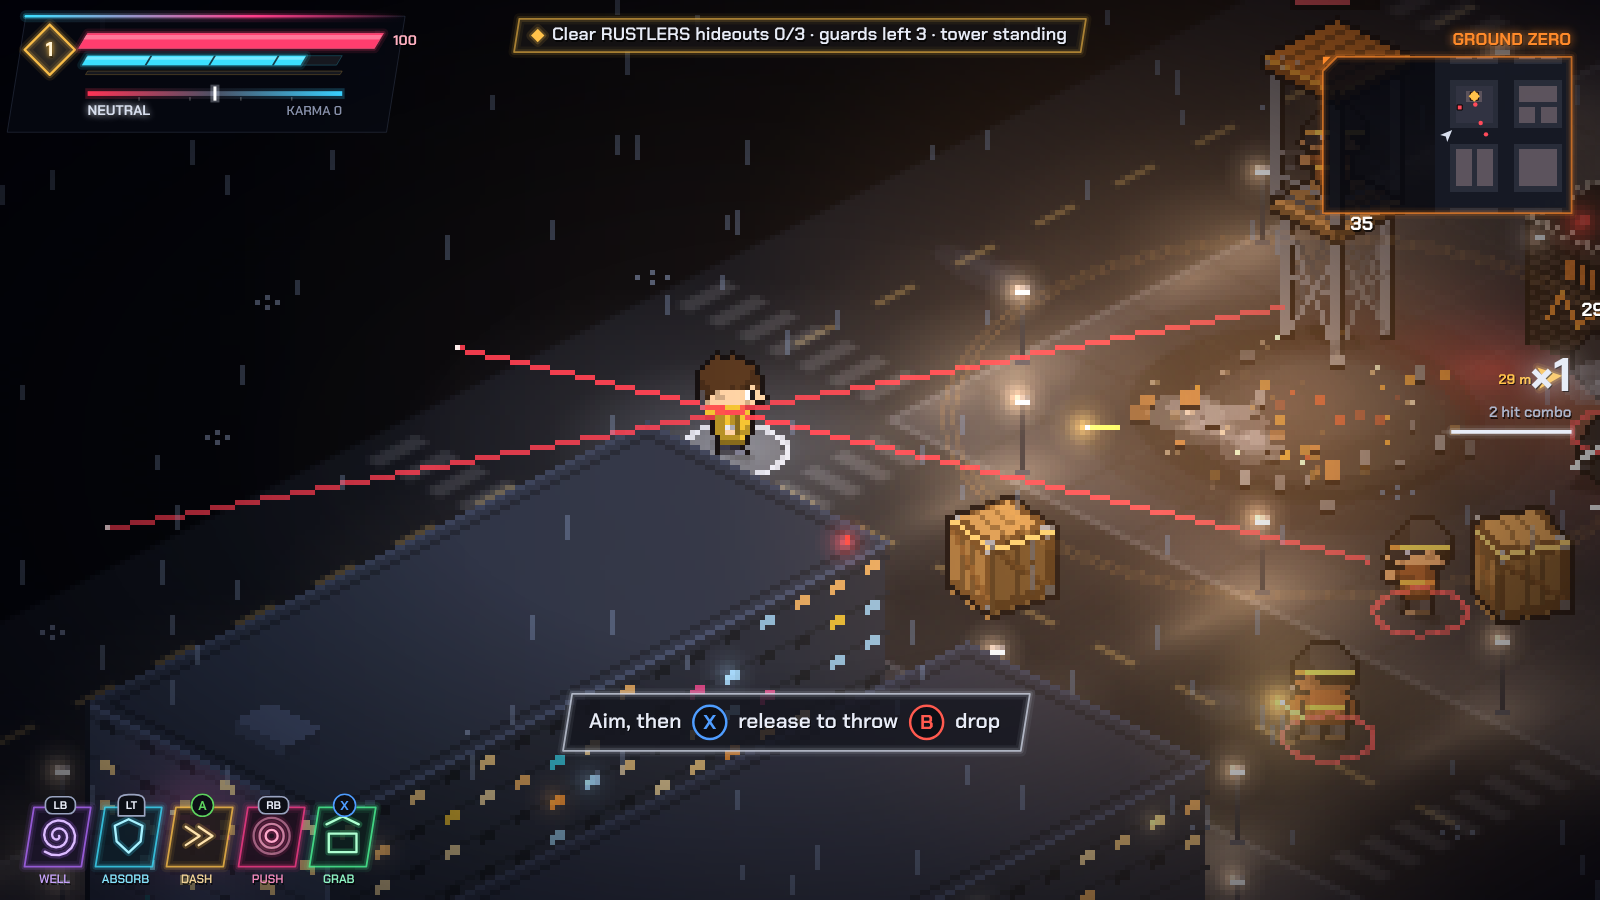 1
100
NEUTRAL
KARMA 0
Clear RUSTLERS hideouts 0/3 · guards left 3 · tower standing
GROUND ZERO
35
29
29 m
×1
2 hit combo
Aim, then X release to throw B drop
LB
LT
A
RB
X
WELL
ABSORB
DASH
PUSH
GRAB